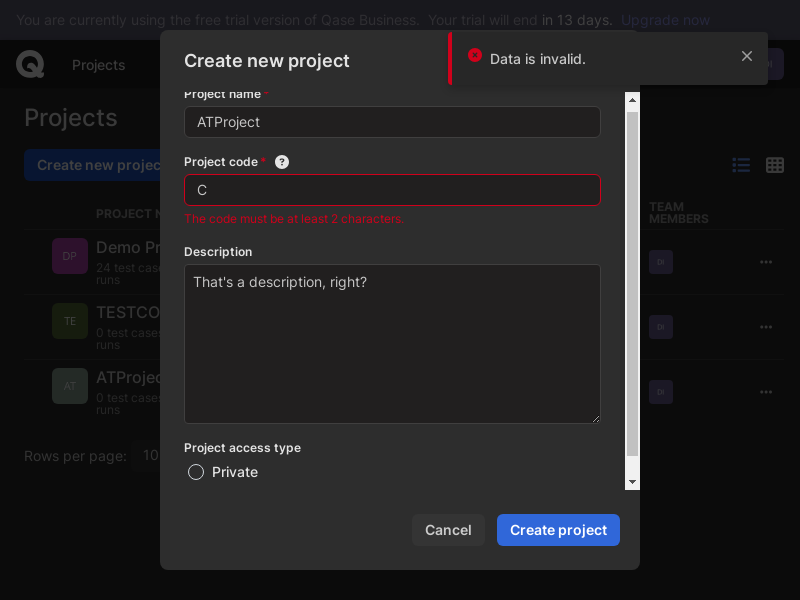 You are currently using the free trial version of Qase Business. Your trial will end in 13 days. Upgrade now
Projects
Create new project
Data is invalid.
Projects
Project name *
ATProject
Create new projec
Project code * ?
C
The code must be at least 2 characters.
PROJECT N
TEAM
MEMBERS
Description
That's a description, right?
DP
Demo Pr
24 test case
runs
DI
TE
TESTCO
0 test cases
runs
DI
AT
ATProjec
0 test cases
runs
DI
Project access type
Private
Rows per page: 10
Cancel
Create project